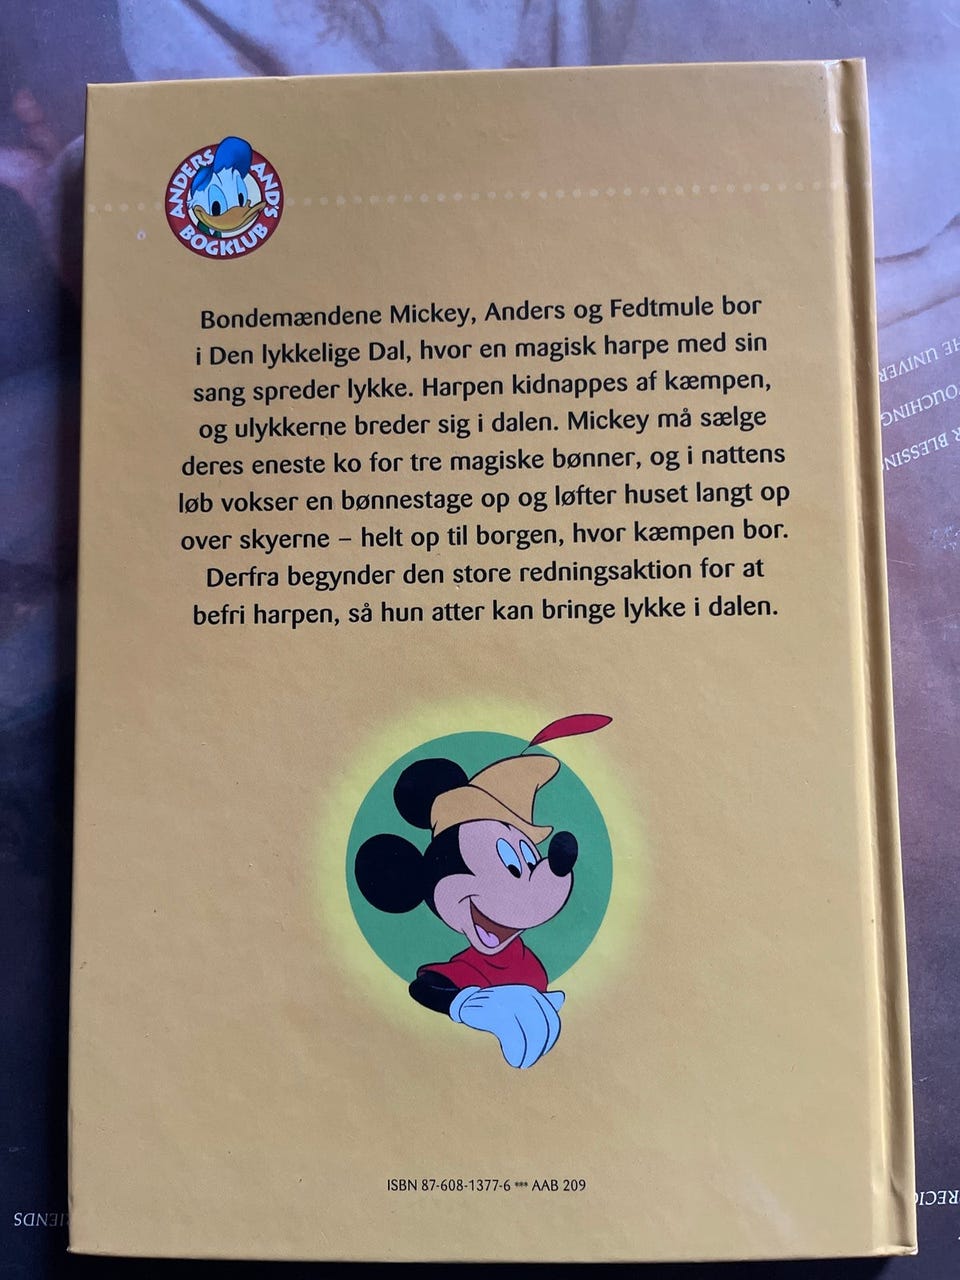 ANDERS AND'S
BOGKLUB
Bondemændene Mickey, Anders og Fedtmule bor
i Den lykkelige Dal, hvor en magisk harpe med sin
sang spreder lykke. Harpen kidnappes af kæmpen,
og ulykkerne breder sig i dalen. Mickey må sælge
deres eneste ko for tre magiske bønner, og i nattens
løb vokser en bønnestage op og løfter huset langt op
over skyerne – helt op til borgen, hvor kæmpen bor.
Derfra begynder den store redningsaktion for at
befri harpen, så hun atter kan bringe lykke i dalen.
ISBN 87-608-1377-6 *** AAB 209